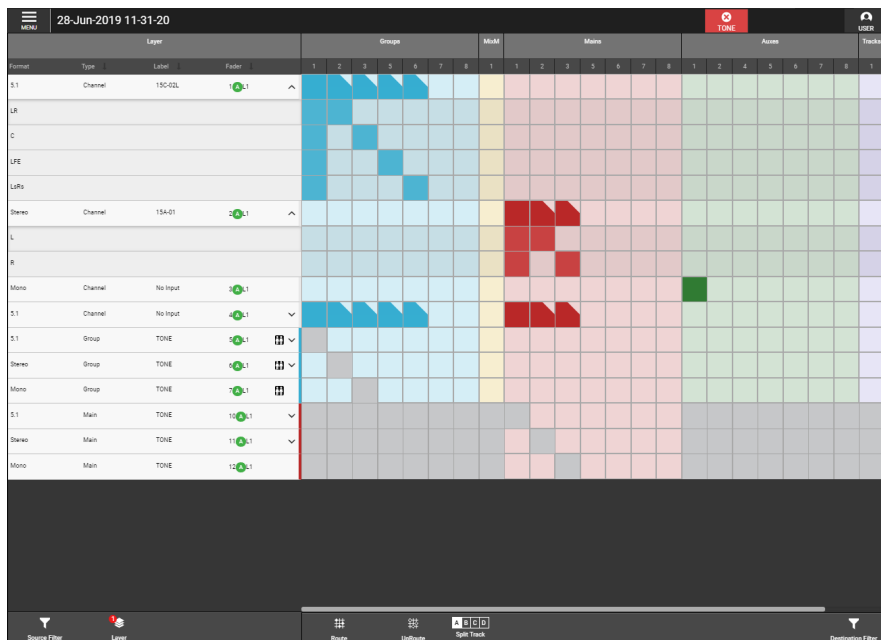 28-Jun-2019 11-31-20
TONE
MENU
USER
Layer Groups MixM Mains Auxes Tracks
Format Type Label Fader 1 2 3 5 6 7 8 1 1 2 3 5 6 7 8 1 2 4 5 6 7 8 1
5.1 Channel 15C-02L 1 A L1
LR
C
LFE
LsRs
Stereo Channel 15A-01 2 A L1
L
R
Mono Channel No Input 3 A L1
5.1 Channel No Input 4 A L1
5.1 Group TONE 5 A L1
Stereo Group TONE 6 A L1
Mono Group TONE 7 A L1
5.1 Main TONE 10 A L1
Stereo Main TONE 11 A L1
Mono Main TONE 12 A L1
1
A B C D
Source Filter Layer Route UnRoute Split Track Destination Filter